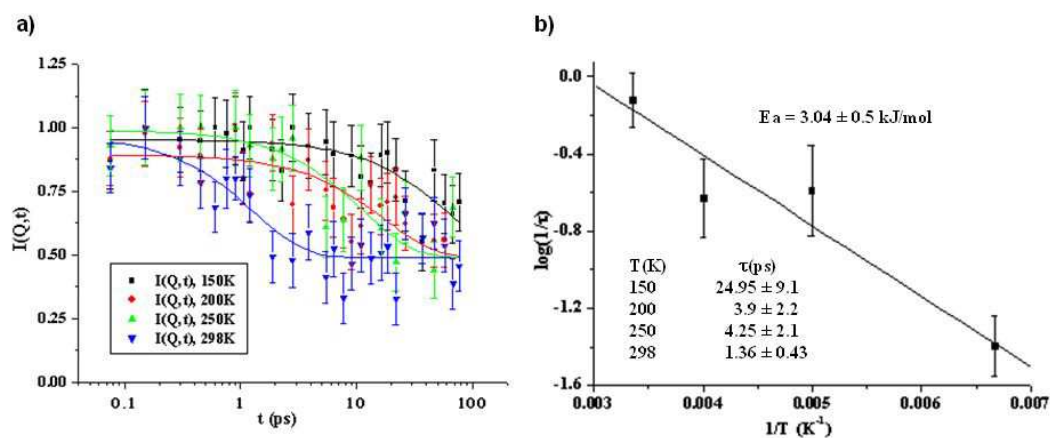 a)
1.25
1.00
0.75
0.50
0.25
0.00
I(Q,t)
I(Q,t), 150K
I(Q,t), 200K
I(Q,t), 250K
I(Q,t), 298K
0.1 1 10 100
t (ps)
b)
0.0
-0.4
-0.8
-1.2
-1.6
log(1/τ)
Ea = 3.04 ± 0.5 kJ/mol
T(K) τ(ps)
150 24.95 ± 9.1
200 3.9 ± 2.2
250 4.25 ± 2.1
298 1.36 ± 0.43
0.003 0.004 0.005 0.006 0.007
1/T (K⁻¹)